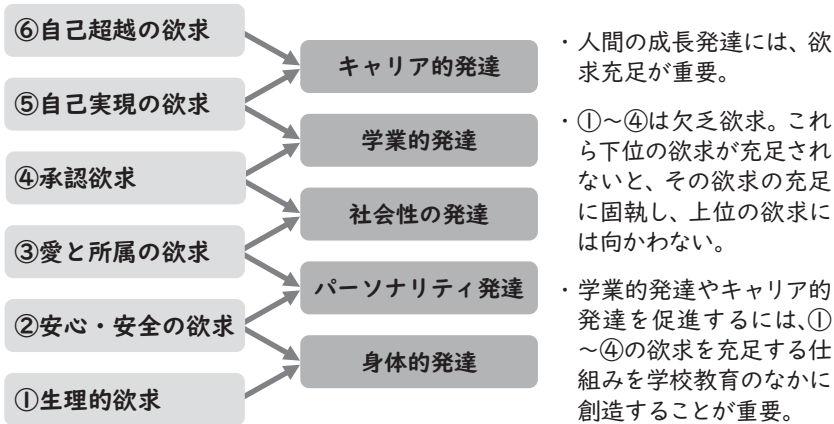 ⑥自己超越の欲求
⑤自己実現の欲求
④承認欲求
③愛と所属の欲求
②安心・安全の欲求
①生理的欲求
キャリア的発達
学業的発達
社会性の発達
パーソナリティ発達
身体的発達
・人間の成長発達には、欲
求充足が重要。
・①～④は欠乏欲求。これ
ら下位の欲求が充足され
ないと、その欲求の充足
に固執し、上位の欲求に
は向かわない。
・学業的発達やキャリア的
発達を促進するには、①
～④の欲求を充足する仕
組みを学校教育のなかに
創造することが重要。